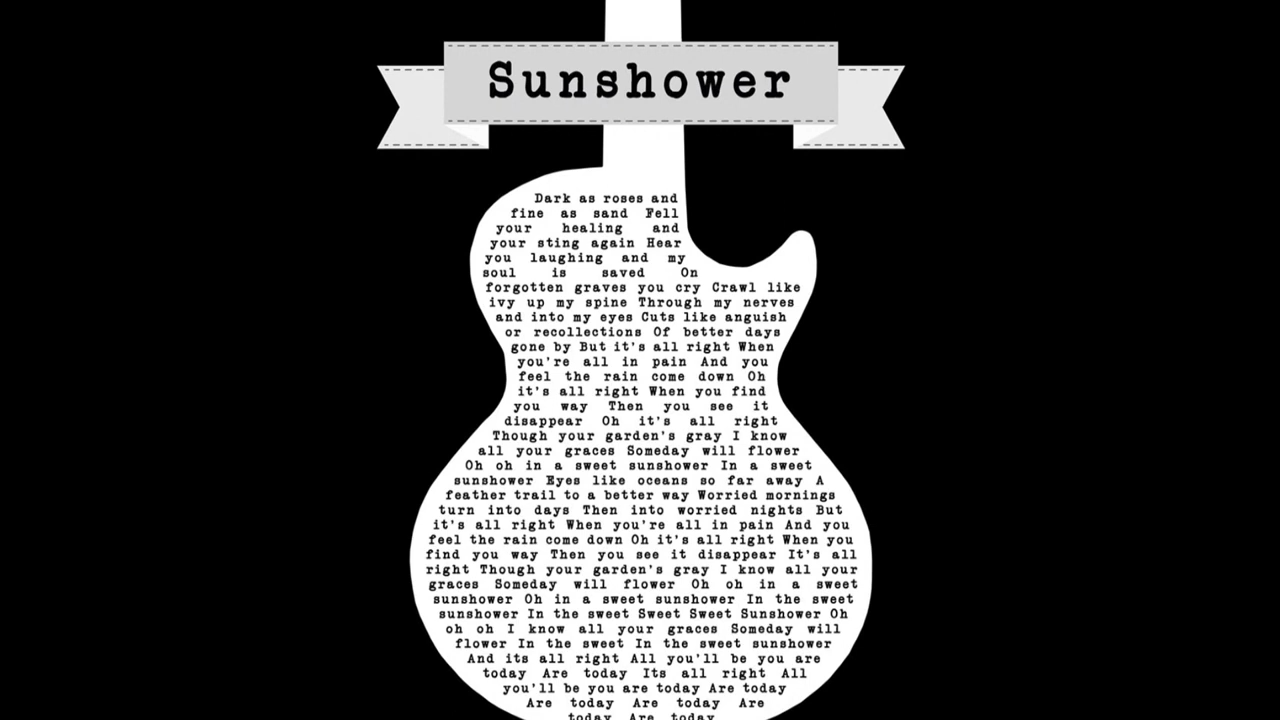 Sunshower
Dark as roses and
fine as sand Fell
your healing and
your sting again Hear
you laughing and my
soul is saved On
forgotten graves you cry Crawl like
ivy up my spine Through my nerves
and into my eyes Cuts like anguish
or recollections Of better days
gone by But it's all right When
you're all in pain And you
feel the rain come down Oh
it's all right When you find
you way Then you see it
disappear Oh it's all right
Though your garden's gray I know
all your graces Someday will flower
Oh oh in a sweet sunshower In a sweet
sunshower Eyes like oceans so far away A
feather trail to a better way Worried mornings
turn into days Then into worried nights But
it's all right When you're all in pain And you
feel the rain come down Oh it's all right When you
find you way Then you see it disappear It's all
right Though your garden's gray I know all your
graces Someday will flower Oh oh in a sweet
sunshower Oh in a sweet sunshower In the sweet
sunshower In the sweet Sweet Sweet Sunshower Oh
oh oh I know all your graces Someday will
flower In the sweet In the sweet sunshower
And its all right All you'll be you are
today Are today Its all right All
you'll be you are today Are today
Are today Are today Are
today Are today